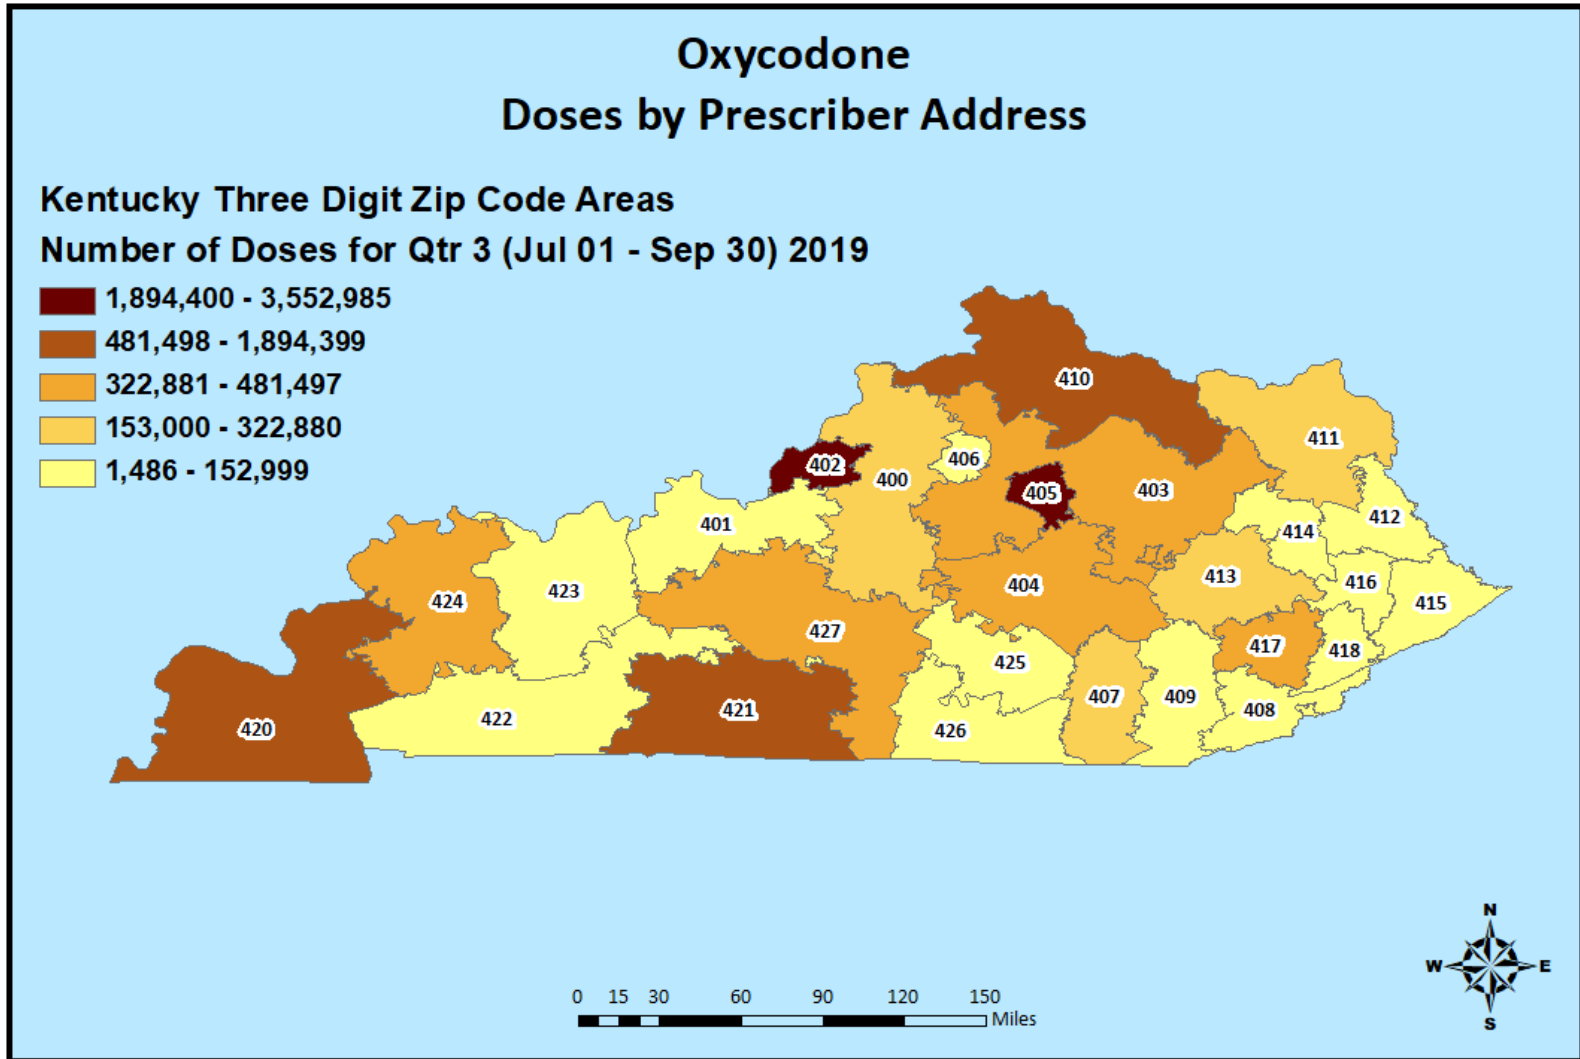 Oxycodone
Doses by Prescriber Address
Kentucky Three Digit Zip Code Areas
Number of Doses for Qtr 3 (Jul 01 - Sep 30) 2019
1,894,400 - 3,552,985
481,498 - 1,894,399
322,881 - 481,497
153,000 - 322,880
1,486 - 152,999
410
411
402
406
400
405
403
401
412
414
413
416
423
424
404
415
427
417
418
425
407
409
408
421
422
420
426
N
W
E
S
0 15 30 60 90 120 150
Miles